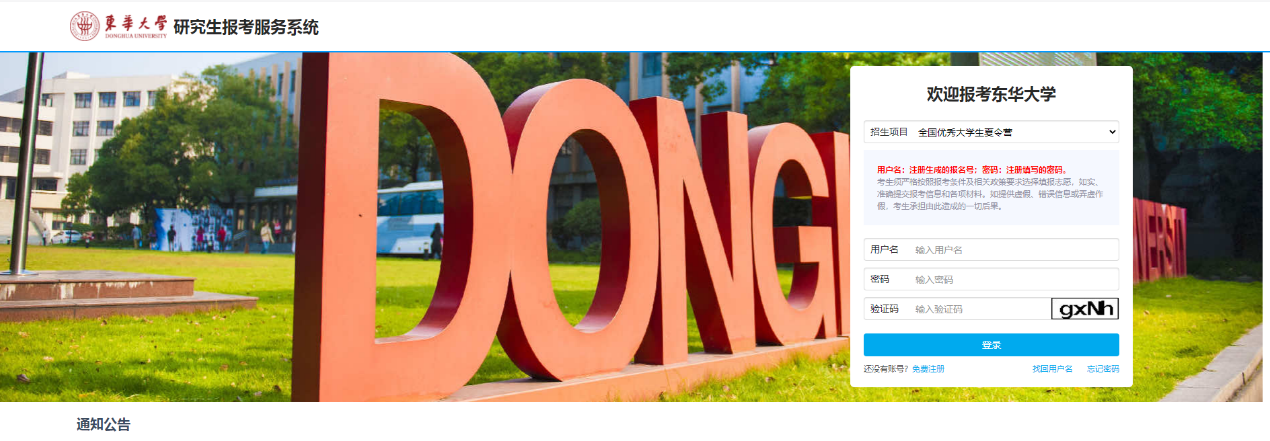 東華大學 研究生报考服务系统
DONGHUA UNIVERSITY
DONGH
VERSITY
欢迎报考东华大学
招生项目 全国优秀大学生夏令营
用户名：注册生成的报名号；密码：注册填写的密码。
考生须严格按照报考条件及相关政策要求选择填报志愿，如实、
准确提交报考信息和各项材料。如提供虚假、错误信息或弄虚作
假，考生承担由此造成的一切后果。
用户名 输入用户名
密码 输入密码
验证码 输入验证码 gxNh
登录
还没有账号？免费注册 找回用户名 忘记密码
通知公告